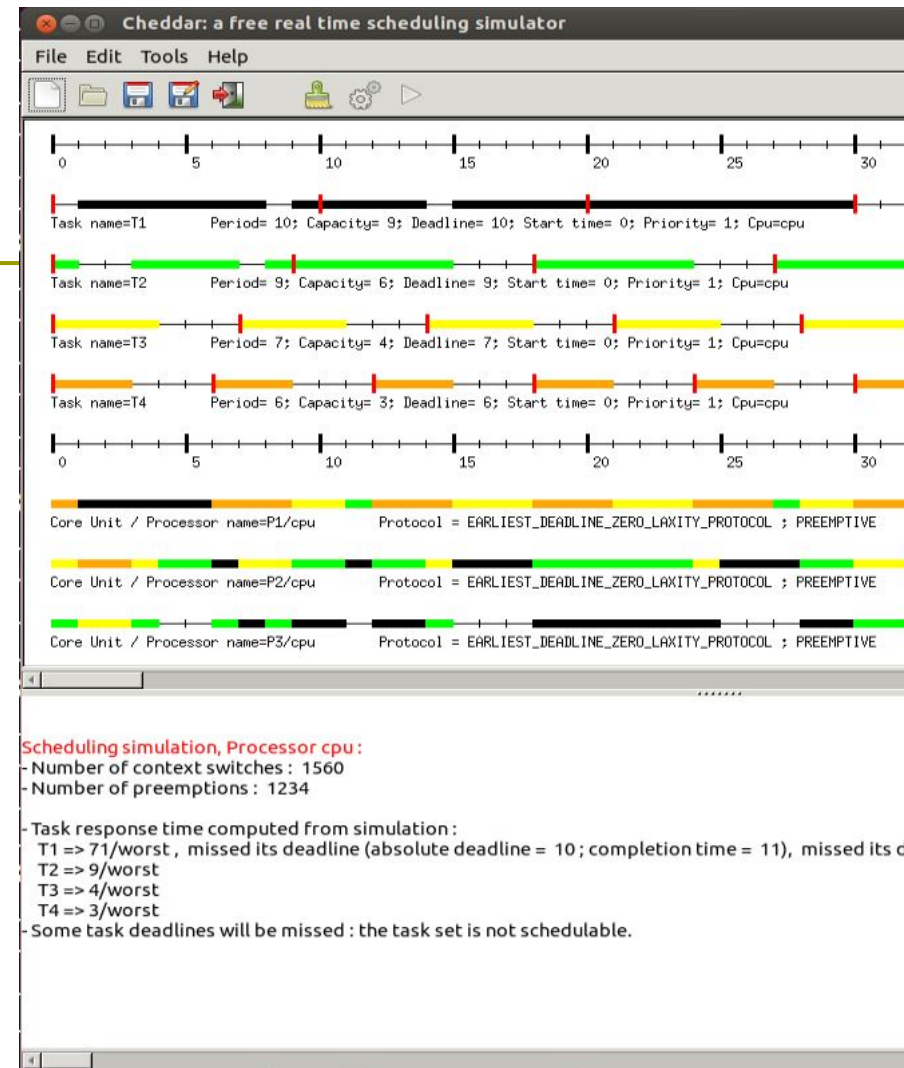 Cheddar: a free real time scheduling simulator
File Edit Tools Help
0 5 10 15 20 25 30
Task name=T1 Period= 10; Capacity= 9; Deadline= 10; Start time= 0; Priority= 1; Cpu=cpu
Task name=T2 Period= 9; Capacity= 6; Deadline= 9; Start time= 0; Priority= 1; Cpu=cpu
Task name=T3 Period= 7; Capacity= 4; Deadline= 7; Start time= 0; Priority= 1; Cpu=cpu
Task name=T4 Period= 6; Capacity= 3; Deadline= 6; Start time= 0; Priority= 1; Cpu=cpu
0 5 10 15 20 25 30
Core Unit / Processor name=P1/cpu Protocol = EARLIEST_DEADLINE_ZERO_LAXITY_PROTOCOL ; PREEMPTIVE
Core Unit / Processor name=P2/cpu Protocol = EARLIEST_DEADLINE_ZERO_LAXITY_PROTOCOL ; PREEMPTIVE
Core Unit / Processor name=P3/cpu Protocol = EARLIEST_DEADLINE_ZERO_LAXITY_PROTOCOL ; PREEMPTIVE
Scheduling simulation, Processor cpu :
- Number of context switches : 1560
- Number of preemptions : 1234
- Task response time computed from simulation :
T1 => 71/worst , missed its deadline (absolute deadline = 10 ; completion time = 11), missed its
T2 => 9/worst
T3 => 4/worst
T4 => 3/worst
- Some task deadlines will be missed : the task set is not schedulable.